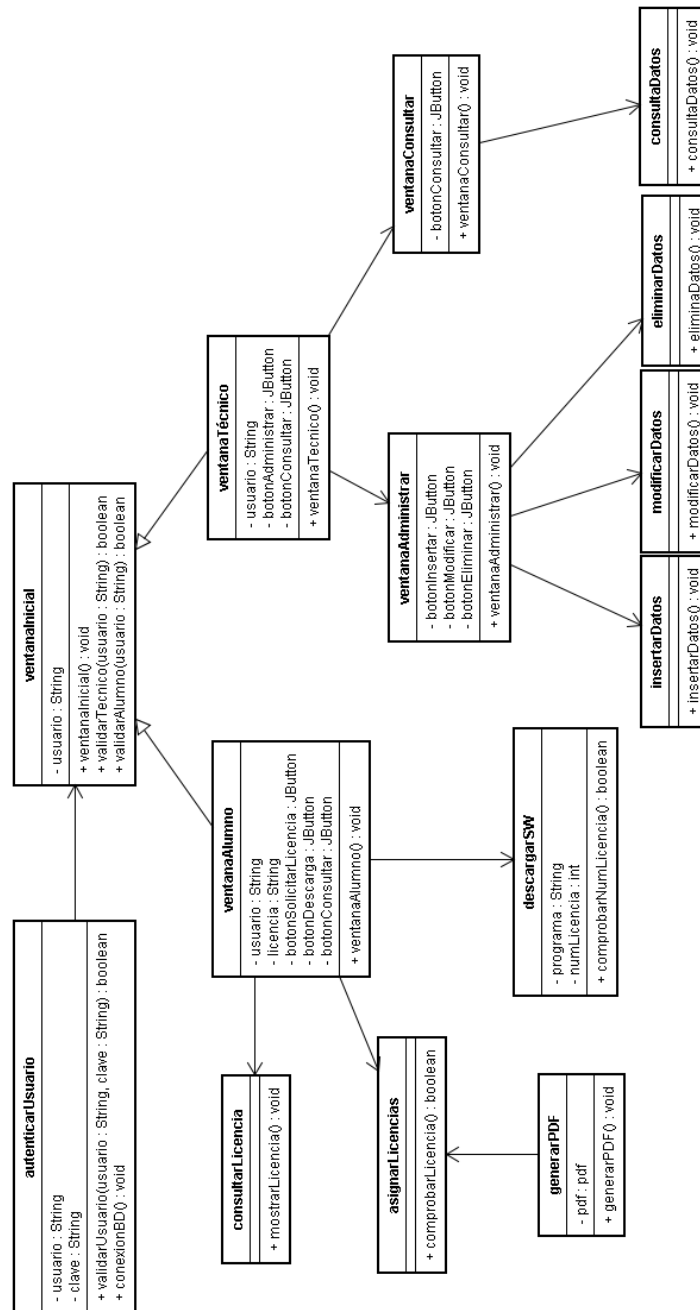 autenticarUsuario
- usuario : String
- clave : String
+ validarUsuario(usuario : String, clave : String) : boolean
+ conexionBD() : void
ventanaInicial
- usuario : String
+ ventanaInicial() : void
+ validarTecnico(usuario : String) : boolean
+ validarAlumno(usuario : String) : boolean
consultarLicencia
+ mostrarLicencia() : void
ventanaAlumno
- usuario : String
- licencia : String
- botonSolicitarLicencia : JButton
- botonDescarga : JButton
- botonConsultar : JButton
+ ventanaAlumno() : void
ventanaTécnico
- usuario : String
- botonAdministrar : JButton
- botonConsultar : JButton
+ ventanaTecnico() : void
asignarLicencias
+ comprobarLicencia() : boolean
ventanaAdministrar
- botonInsertar : JButton
- botonModificar : JButton
- botonEliminar : JButton
+ ventanaAdministrar() : void
ventanaConsultar
- botonConsultar : JButton
+ ventanaConsultar() : void
generarPDF
- pdf : pdf
+ generarPDF() : void
descargarSW
- programa : String
- numLicencia : int
+ comprobarNumLicencia() : boolean
insertarDatos
+ insertarDatos() : void
modificarDatos
+ modificarDatos() : void
eliminarDatos
+ eliminaDatos() : void
consultaDatos
+ consultaDatos() : void